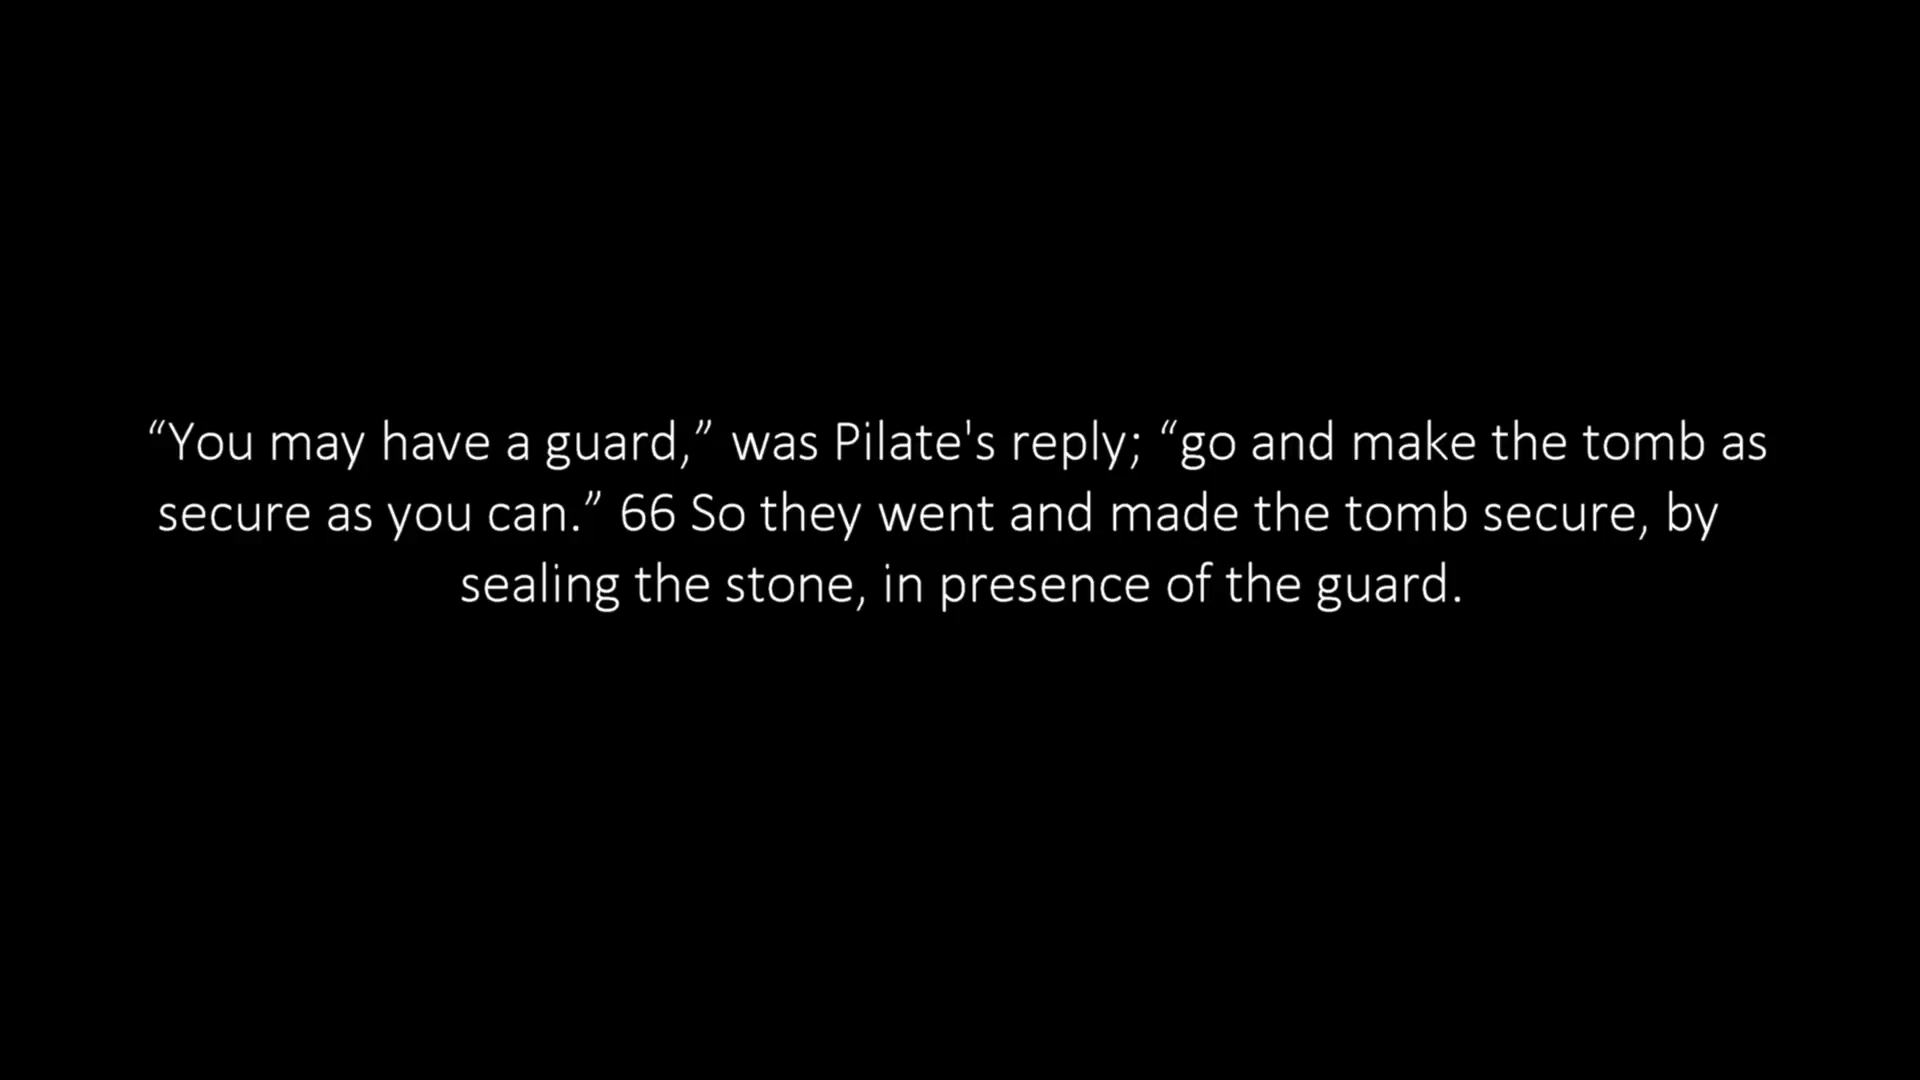 “You may have a guard,” was Pilate's reply; “go and make the tomb as
secure as you can.” 66 So they went and made the tomb secure, by
sealing the stone, in presence of the guard.